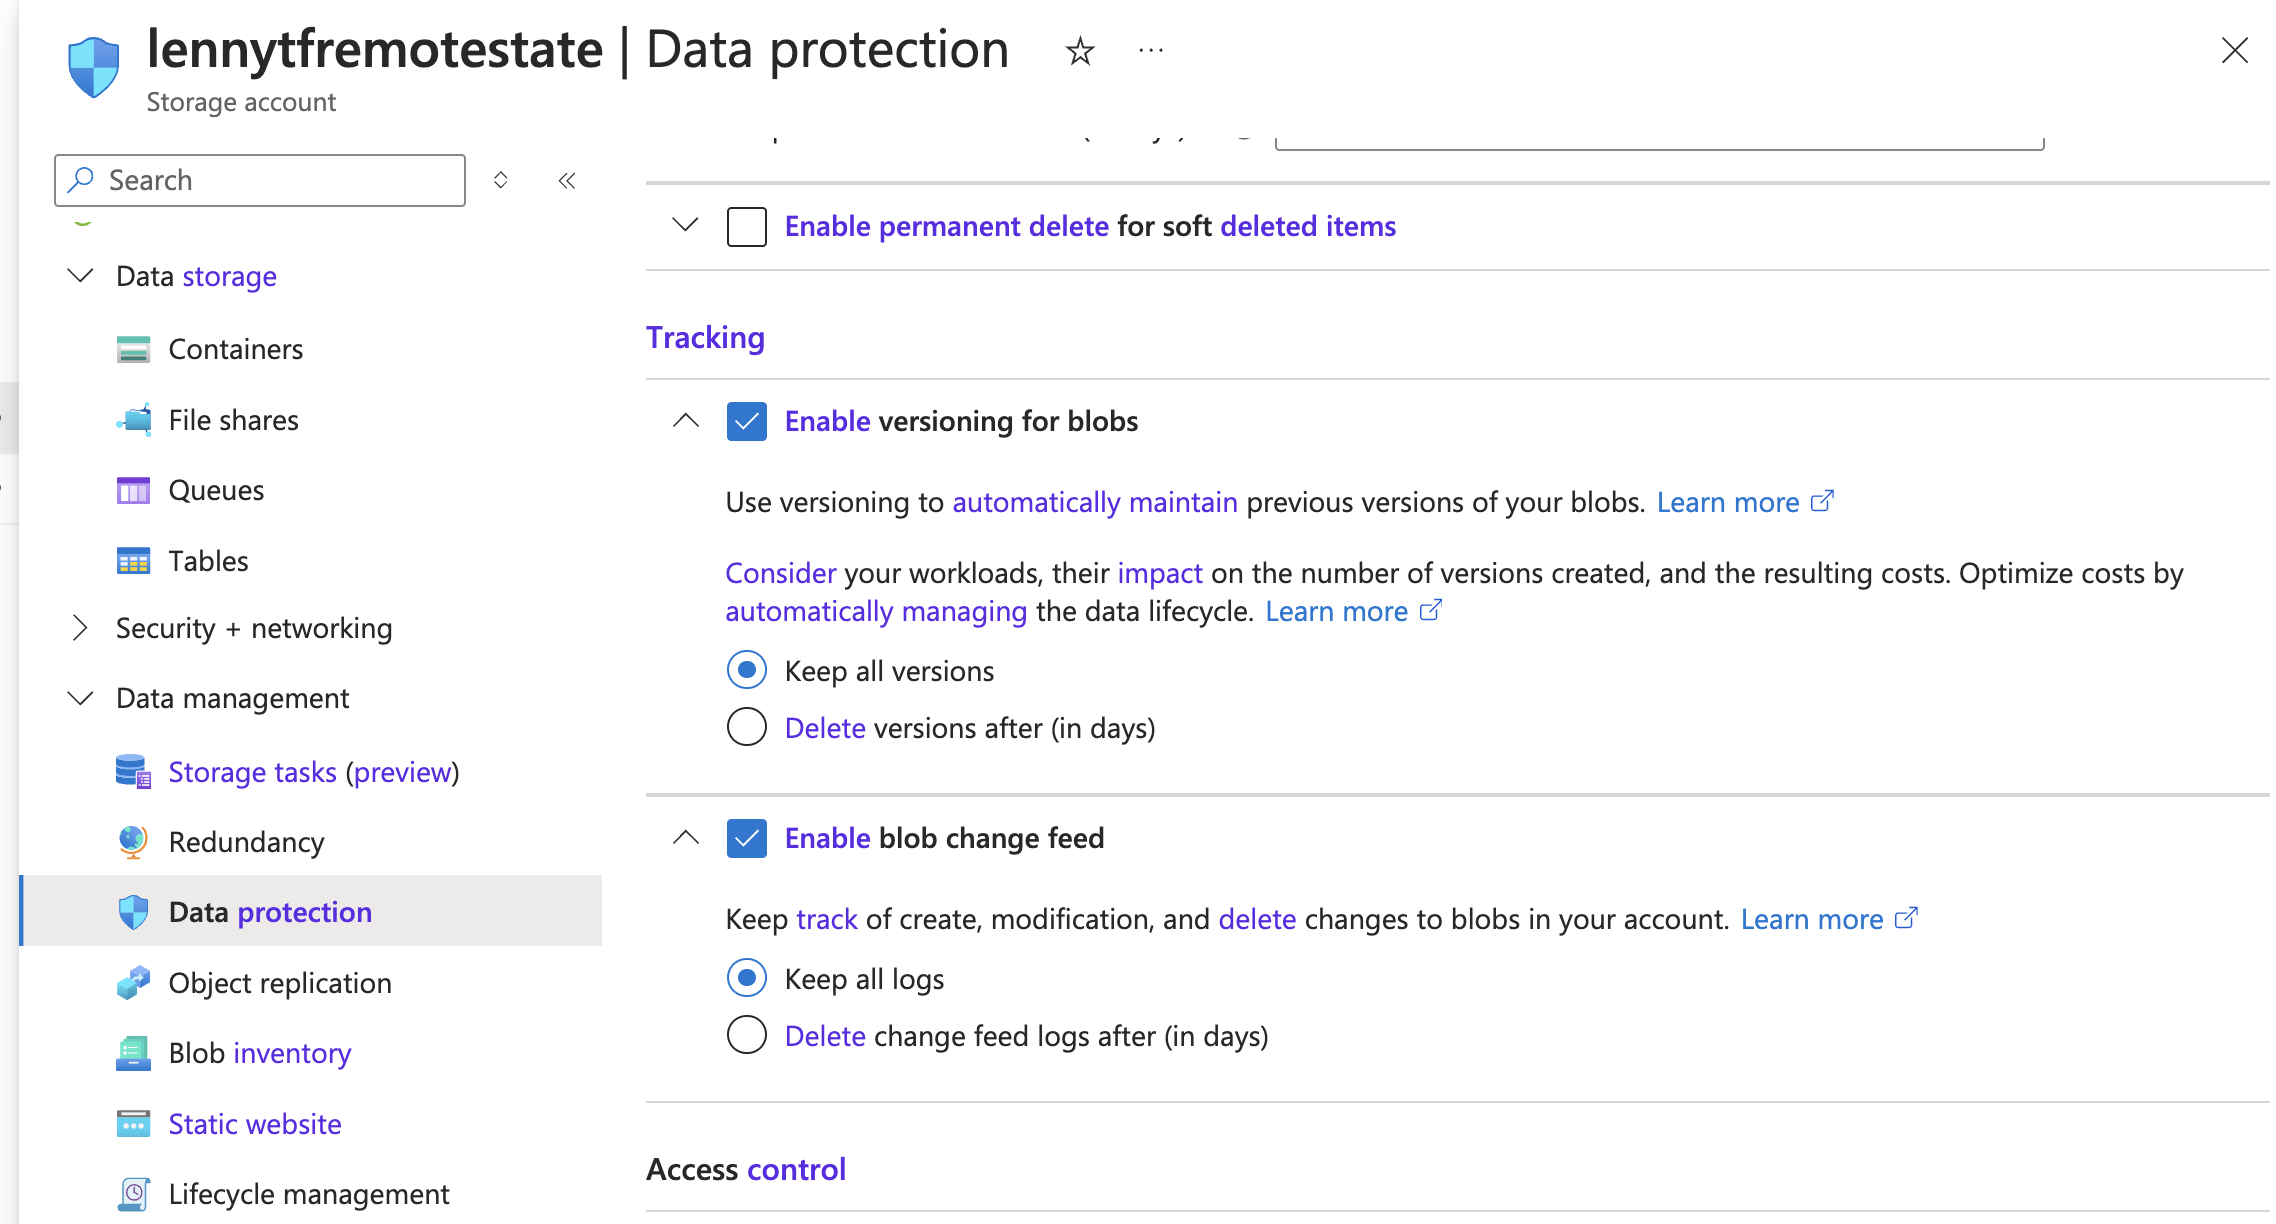 lennytfremotestate | Data protection
Storage account
Search
Data storage
Containers
File shares
Queues
Tables
Security + networking
Data management
Storage tasks (preview)
Redundancy
Data protection
Object replication
Blob inventory
Static website
Lifecycle management
Enable permanent delete for soft deleted items
Tracking
Enable versioning for blobs
Use versioning to automatically maintain previous versions of your blobs. Learn more
Consider your workloads, their impact on the number of versions created, and the resulting costs. Optimize costs by
automatically managing the data lifecycle. Learn more
Keep all versions
Delete versions after (in days)
Enable blob change feed
Keep track of create, modification, and delete changes to blobs in your account. Learn more
Keep all logs
Delete change feed logs after (in days)
Access control